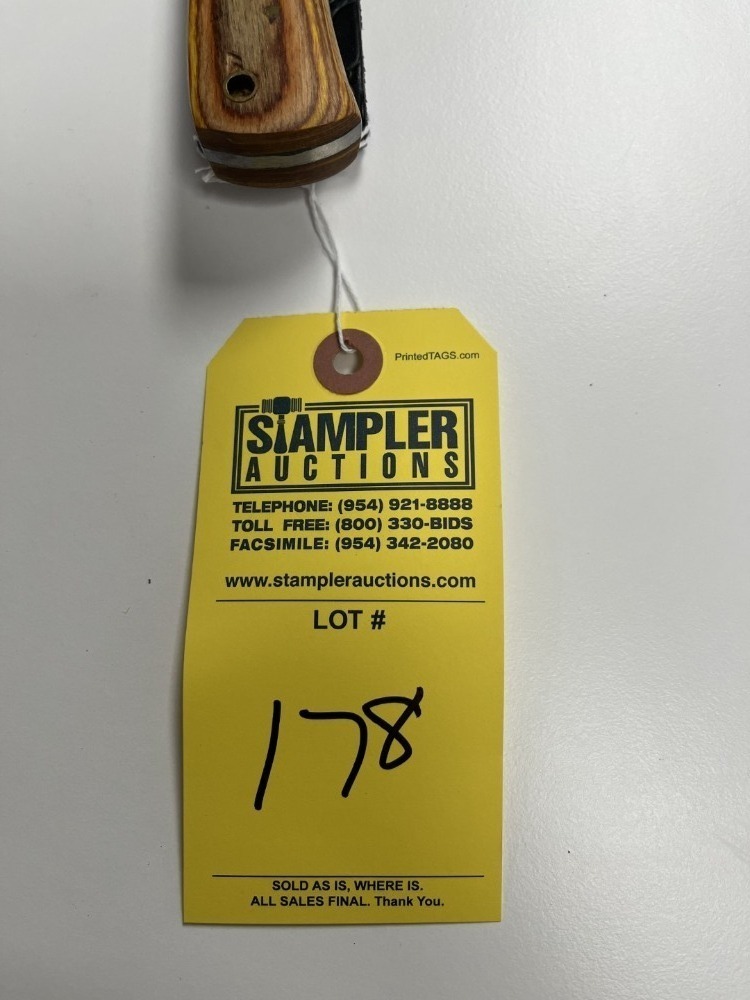 PrintedTAGS.com
STAMPLER
AUCTIONS
TELEPHONE: (954) 921-8888
TOLL FREE: (800) 330-BIDS
FACSIMILE: (954) 342-2080
www.stamplerauctions.com
LOT #
178
SOLD AS IS, WHERE IS.
ALL SALES FINAL. Thank You.